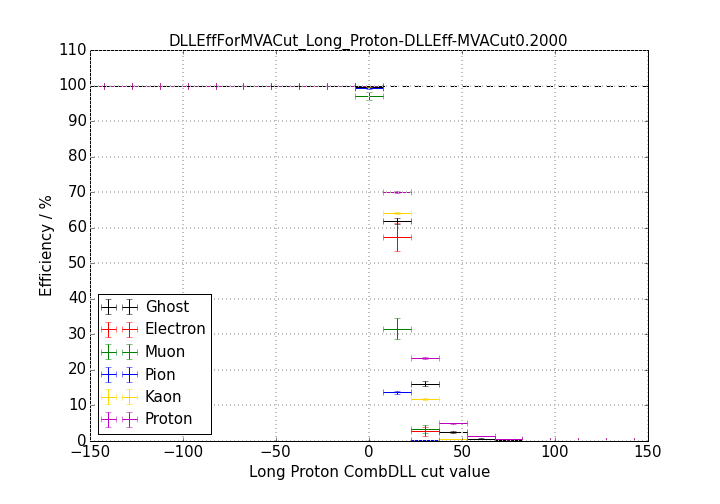 DLLEffForMVACut_Long_Proton-DLLEff-MVACut0.2000
110
100
90
80
70
60
50
40
30
20
10
0
Efficiency / %
Ghost
Electron
Muon
Pion
Kaon
Proton
−150 −100 −50 0 50 100 150
Long Proton CombDLL cut value